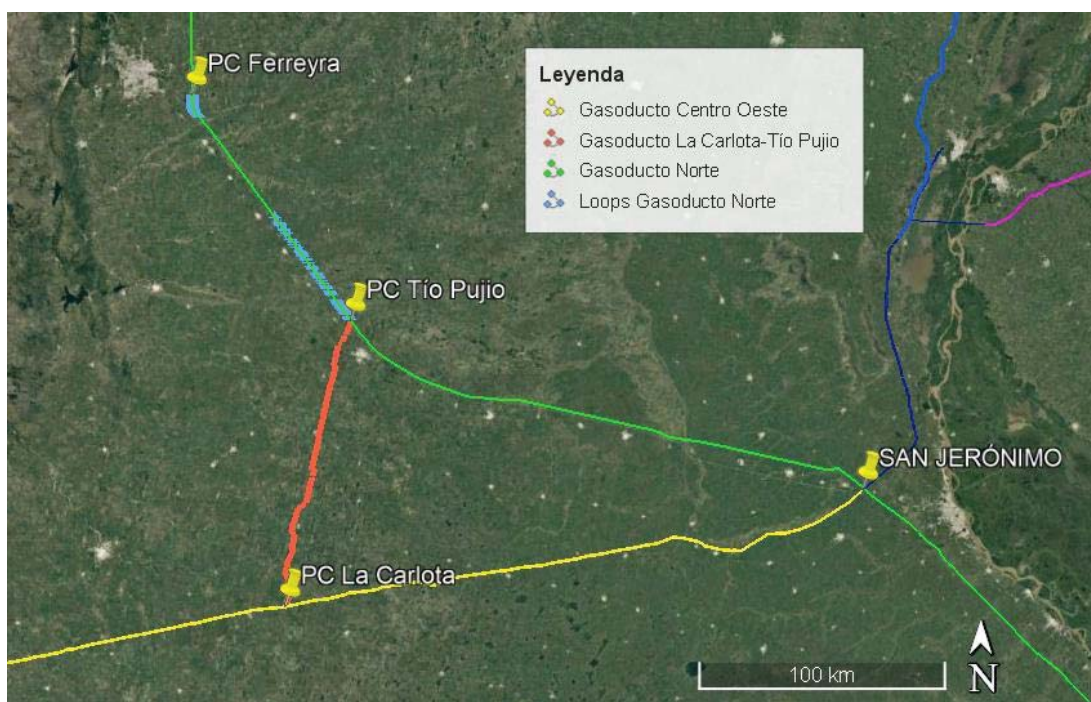 PC Ferreyra
Leyenda
Gasoducto Centro Oeste
Gasoducto La Carlota-Tío Pujio
Gasoducto Norte
Loops Gasoducto Norte
PC Tío Pujio
SAN JERÓNIMO
PC La Carlota
100 km
N